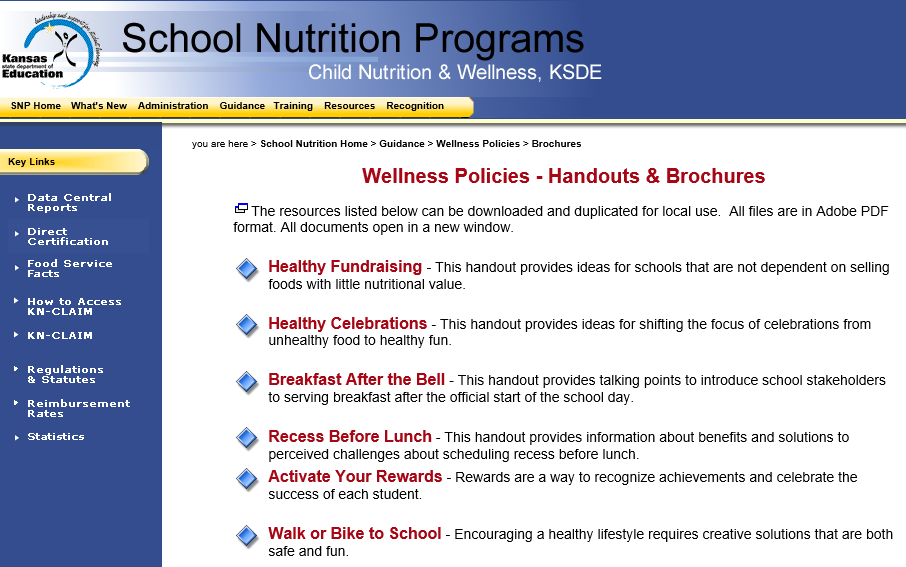 leadership and support for student learning
Kansas
state department of
Education
School Nutrition Programs
Child Nutrition & Wellness, KSDE
SNP Home What's New Administration Guidance Training Resources Recognition
you are here > School Nutrition Home > Guidance > Wellness Policies > Brochures
Key Links
Data Central
Reports
Direct
Certification
Food Service
Facts
How to Access
KN-CLAIM
KN-CLAIM
Regulations
& Statutes
Reimbursement
Rates
Statistics
Wellness Policies - Handouts & Brochures
The resources listed below can be downloaded and duplicated for local use. All files are in Adobe PDF
format. All documents open in a new window.
Healthy Fundraising - This handout provides ideas for schools that are not dependent on selling
foods with little nutritional value.
Healthy Celebrations - This handout provides ideas for shifting the focus of celebrations from
unhealthy food to healthy fun.
Breakfast After the Bell - This handout provides talking points to introduce school stakeholders
to serving breakfast after the official start of the school day.
Recess Before Lunch - This handout provides information about benefits and solutions to
perceived challenges about scheduling recess before lunch.
Activate Your Rewards - Rewards are a way to recognize achievements and celebrate the
success of each student.
Walk or Bike to School - Encouraging a healthy lifestyle requires creative solutions that are both
safe and fun.